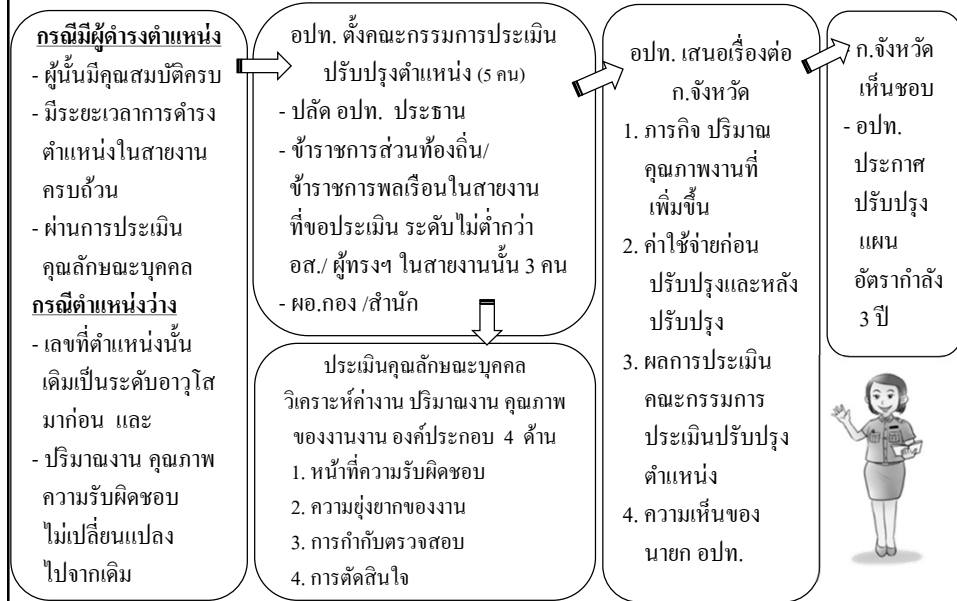 กรณีมีผู้ดำรงตำแหน่ง
- ผู้นั้นมีคุณสมบัติครบ
- มีระยะเวลาการดำรง
ตำแหน่งในสายงาน
ครบถ้วน
- ผ่านการประเมิน
คุณลักษณะบุคคล
กรณีตำแหน่งว่าง
- เลขที่ตำแหน่งนั้น
เดิมเป็นระดับอาวุโส
มาก่อน และ
- ปริมาณงาน คุณภาพ
ความรับผิดชอบ
ไม่เปลี่ยนแปลง
ไปจากเดิม
อปท. ตั้งคณะกรรมการประเมิน
ปรับปรุงตำแหน่ง (5 คน)
- ปลัด อปท. ประธาน
- ข้าราชการส่วนท้องถิ่น/
ข้าราชการพลเรือนในสายงาน
ที่ขอประเมิน ระดับไม่ต่ำกว่า
อส./ ผู้ทรงฯ ในสายงานนั้น 3 คน
- ผอ.กอง /สำนัก
ประเมินคุณลักษณะบุคคล
วิเคราะห์ค่างาน ปริมาณงาน คุณภาพ
ของงานงาน องค์ประกอบ 4 ด้าน
1. หน้าที่ความรับผิดชอบ
2. ความยุ่งยากของงาน
3. การกำกับตรวจสอบ
4. การตัดสินใจ
อปท. เสนอเรื่องต่อ
ก.จังหวัด
1. ภารกิจ ปริมาณ
คุณภาพงานที่
เพิ่มขึ้น
2. ค่าใช้จ่ายก่อน
ปรับปรุงและหลัง
ปรับปรุง
3. ผลการประเมิน
คณะกรรมการ
ประเมินปรับปรุง
ตำแหน่ง
4. ความเห็นของ
นายก อปท.
ก.จังหวัด
เห็นชอบ
- อปท.
ประกาศ
ปรับปรุง
แผน
อัตรากำลัง
3 ปี